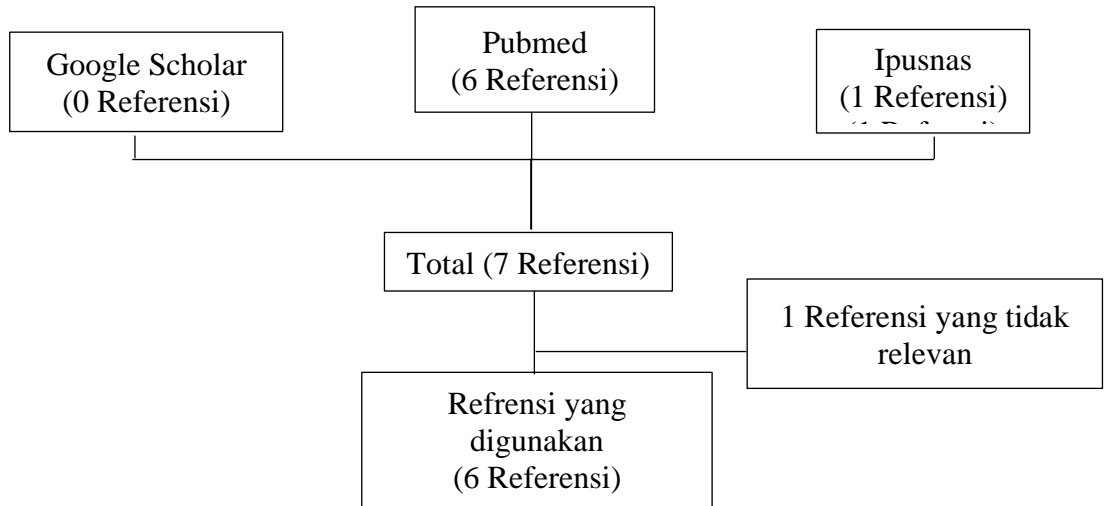 Google Scholar
(0 Referensi)
Pubmed
(6 Referensi)
Ipusnas
(1 Referensi)
Total (7 Referensi)
1 Referensi yang tidak
relevan
Refrensi yang
digunakan
(6 Referensi)